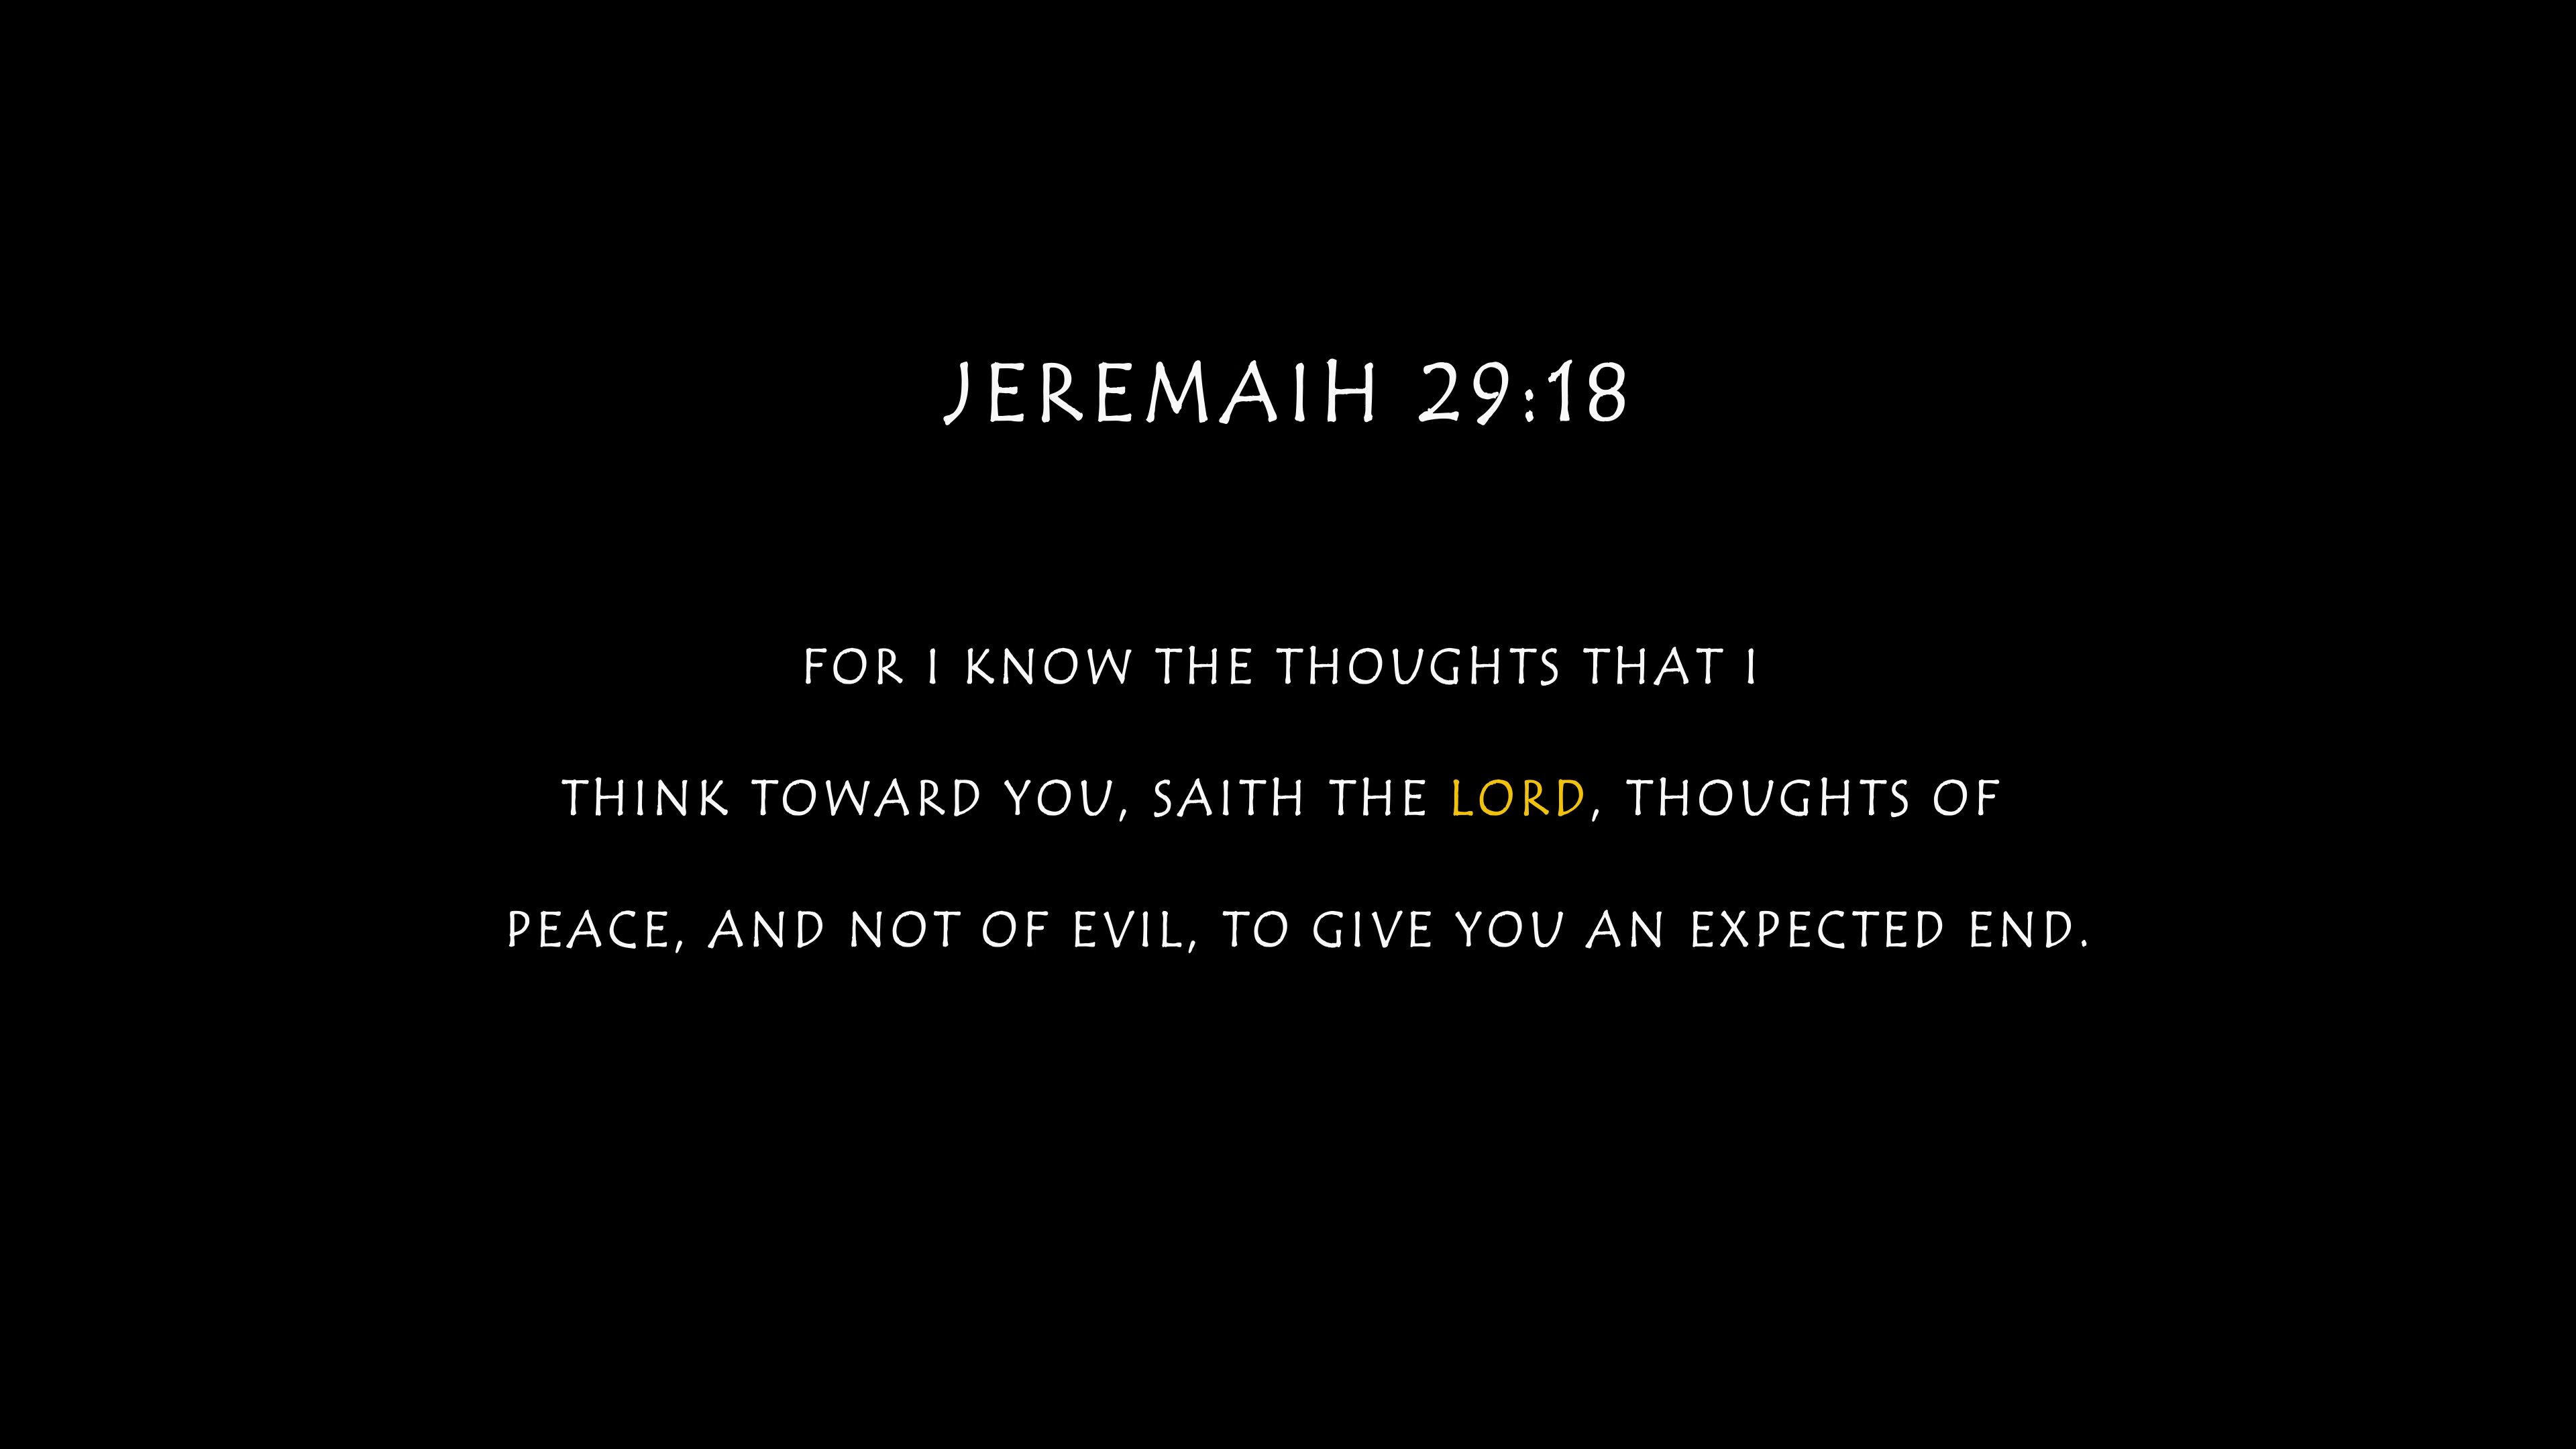 JEREMAIH 29:18
FOR I KNOW THE THOUGHTS THAT I
THINK TOWARD YOU, SAITH THE LORD, THOUGHTS OF
PEACE, AND NOT OF EVIL, TO GIVE YOU AN EXPECTED END.